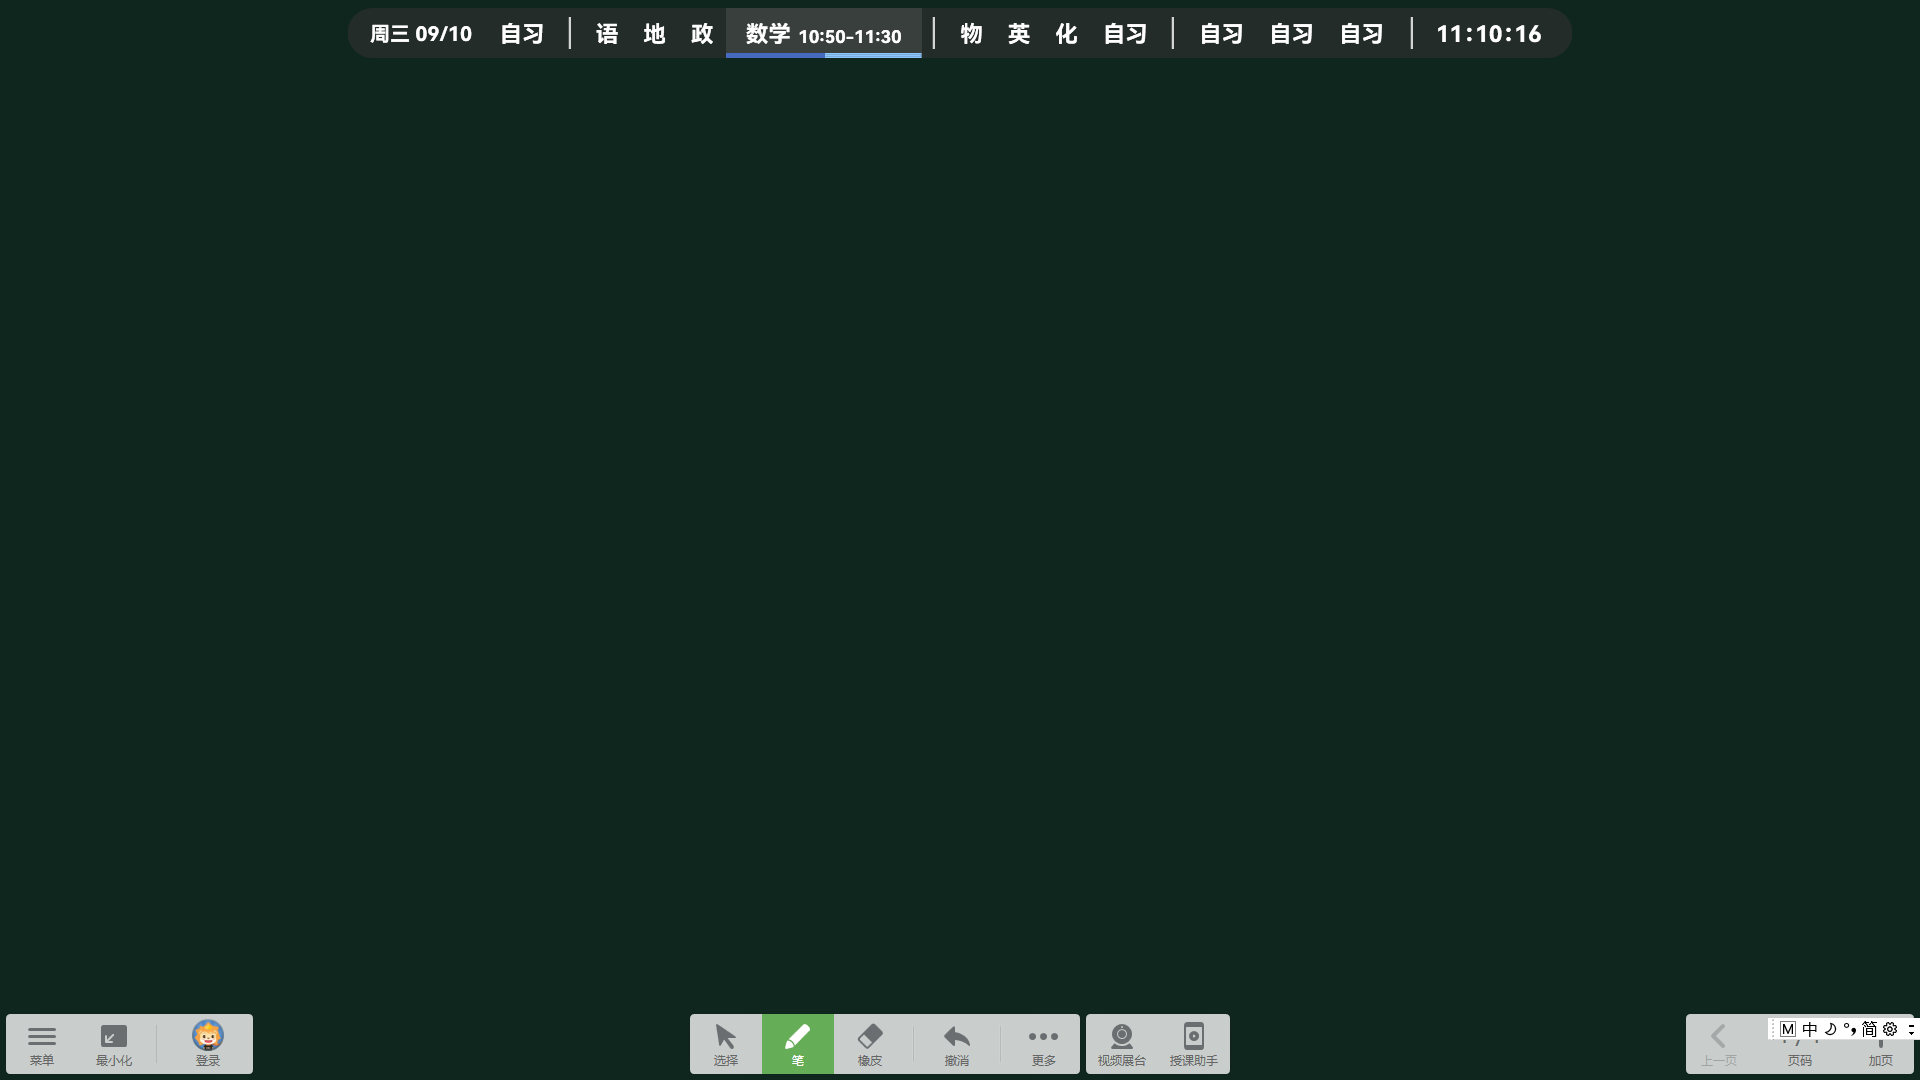 周三 09/10 自习 语 地 政 数学 10:50-11:30 物 英 化 自习 自习 自习 自习 11:10:16
菜单 最小化 登录 选择 笔 橡皮 撤消 更多 视频展台 授课助手 上一页 页码 加页
M 中 简